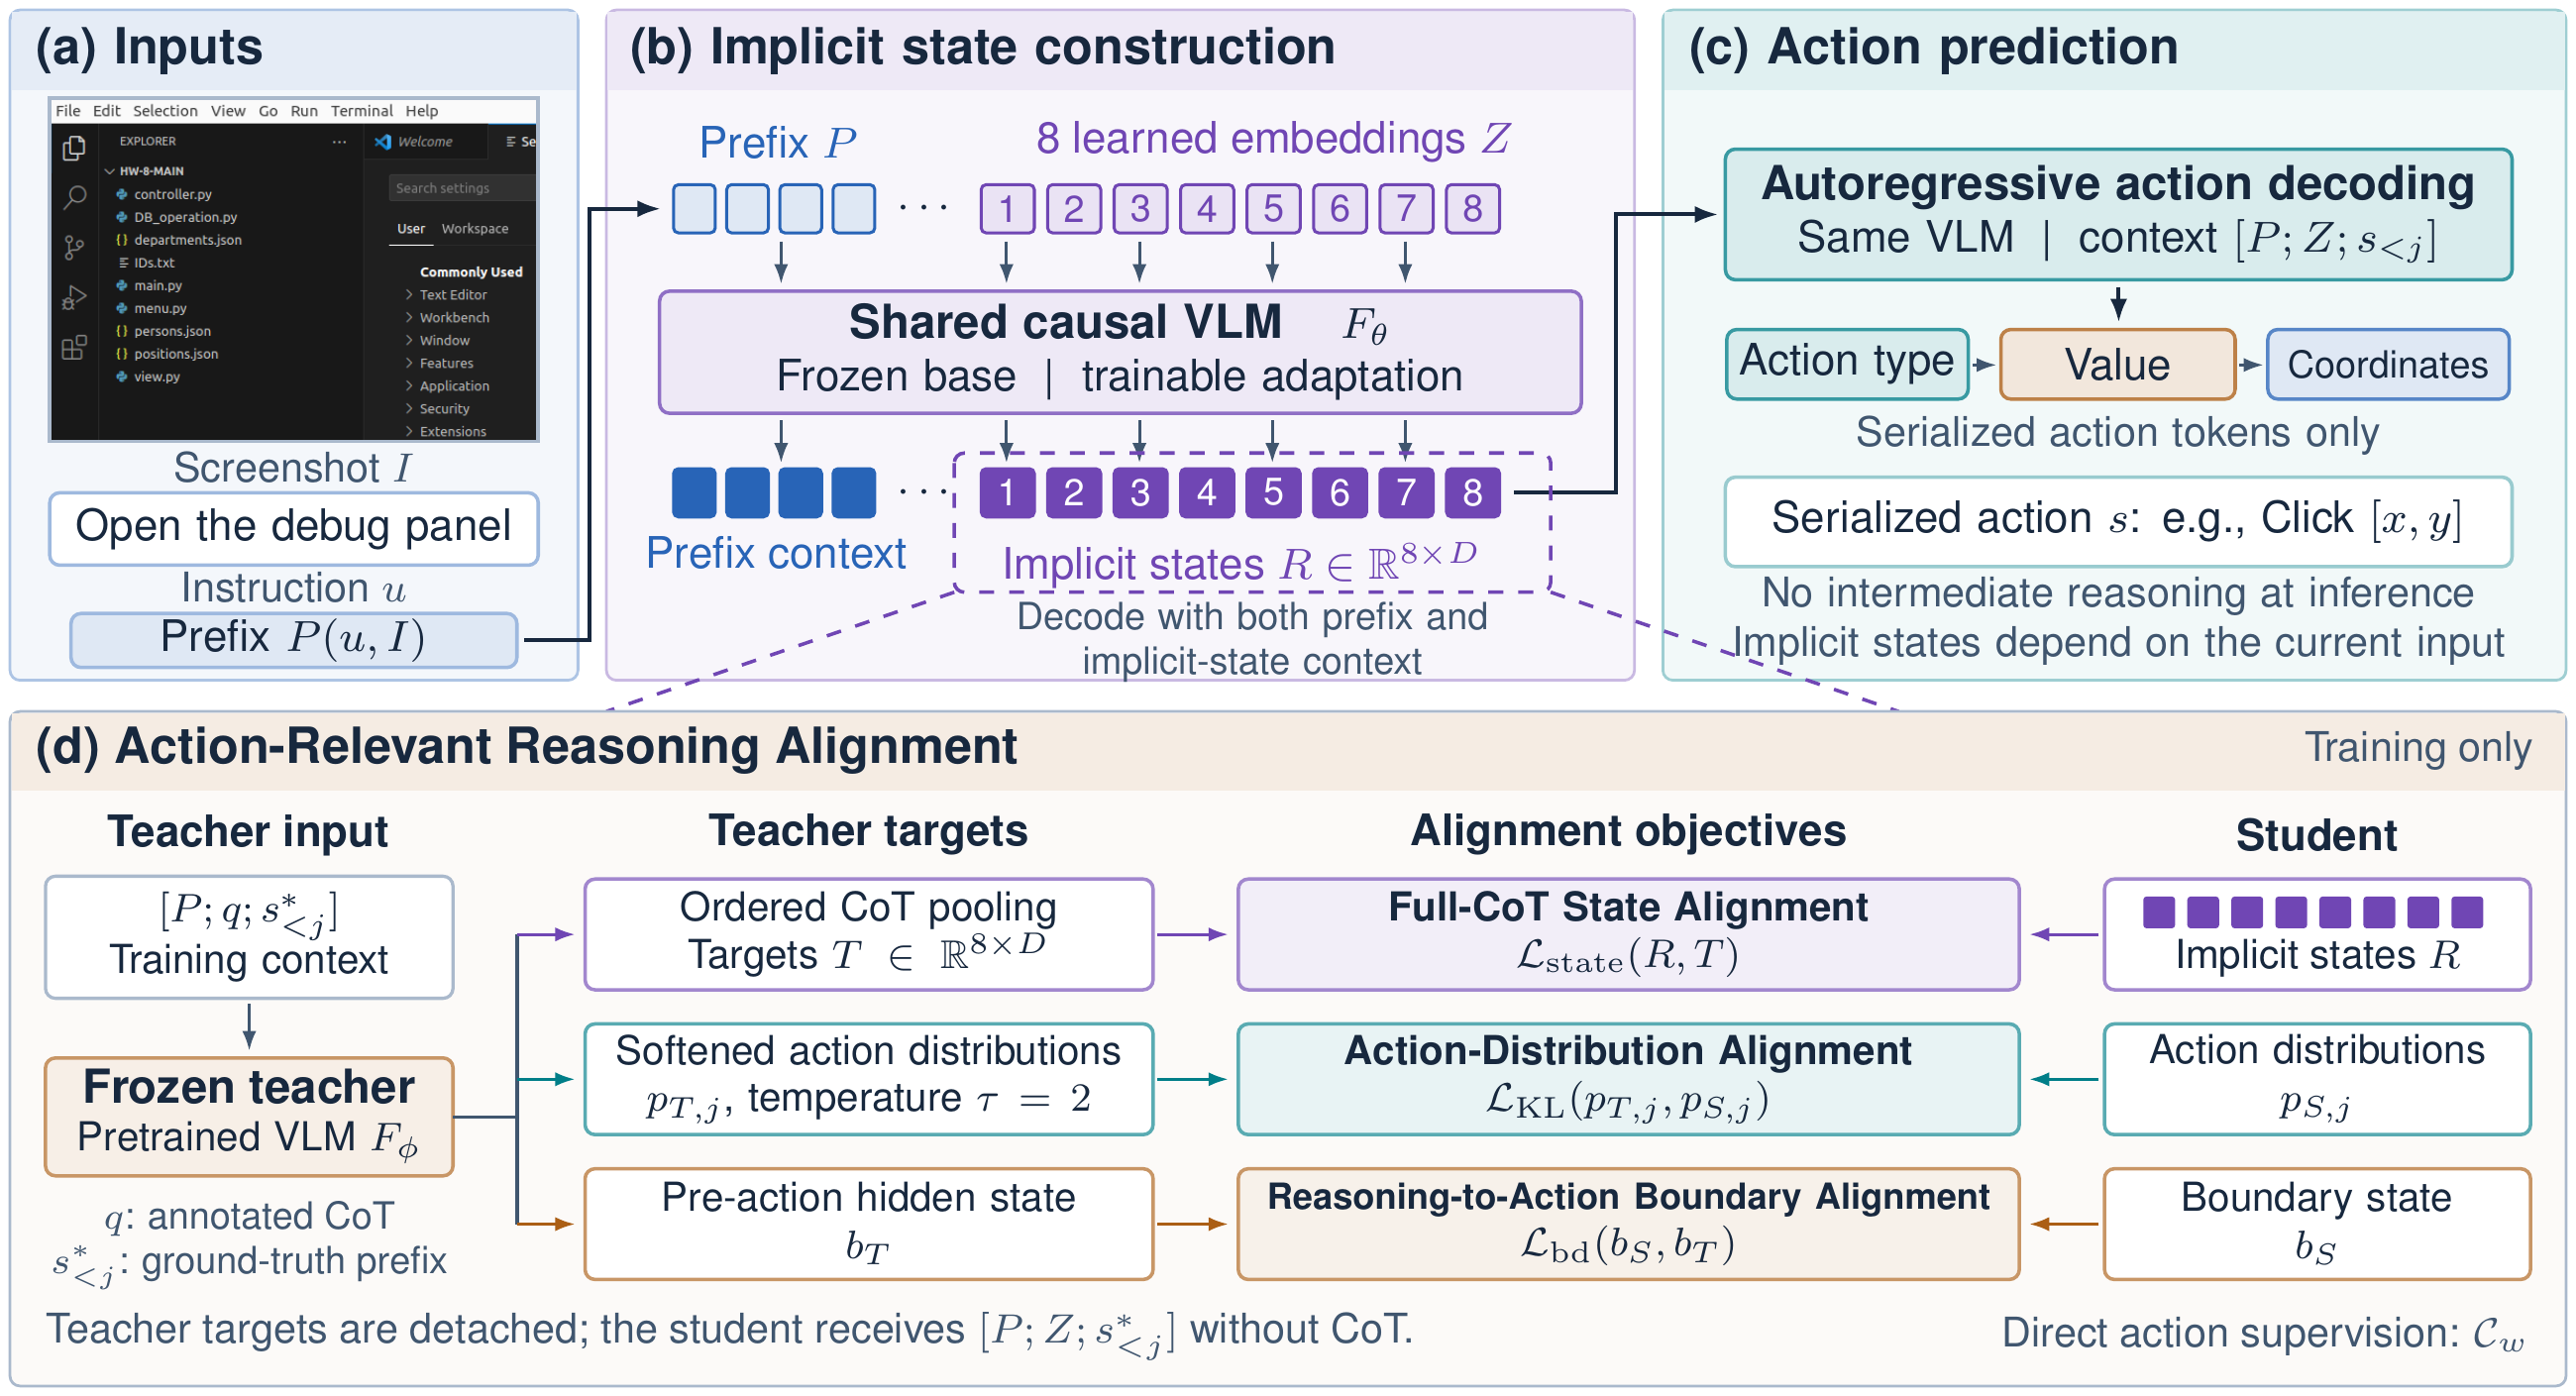 (a) Inputs
File Edit Selection View Go Run Terminal Help
EXPLORER ···
Welcome
Se
HW-8-MAIN
controller.py
DB_operation.py
departments.json
IDs.txt
main.py
menu.py
persons.json
positions.json
view.py
Search settings
User Workspace
Commonly Used
Text Editor
Workbench
Window
Features
Application
Security
Extensions
Screenshot I
Open the debug panel
Instruction u
Prefix P(u, I)
(b) Implicit state construction
Prefix P
8 learned embeddings Z
··· 1 2 3 4 5 6 7 8
Shared causal VLM F_θ
Frozen base | trainable adaptation
··· 1 2 3 4 5 6 7 8
Prefix context
Implicit states R ∈ ℝ^{8×D}
Decode with both prefix and
implicit-state context
(c) Action prediction
Autoregressive action decoding
Same VLM | context [P; Z; s_{<j}]
Action type
Value
Coordinates
Serialized action tokens only
Serialized action s: e.g., Click [x, y]
No intermediate reasoning at inference
Implicit states depend on the current input
(d) Action-Relevant Reasoning Alignment
Training only
Teacher input
[P; q; s*_{<j}]
Training context
Frozen teacher
Pretrained VLM F_ϕ
q: annotated CoT
s*_{<j}: ground-truth prefix
Teacher targets
Ordered CoT pooling
Targets T ∈ ℝ^{8×D}
Softened action distributions
p_{T,j}, temperature τ = 2
Pre-action hidden state
b_T
Alignment objectives
Full-CoT State Alignment
ℒ_state(R, T)
Action-Distribution Alignment
ℒ_KL(p_{T,j}, p_{S,j})
Reasoning-to-Action Boundary Alignment
ℒ_bd(b_S, b_T)
Student
Implicit states R
Action distributions
p_{S,j}
Boundary state
b_S
Teacher targets are detached; the student receives [P; Z; s*_{<j}] without CoT.
Direct action supervision: 𝒞_w